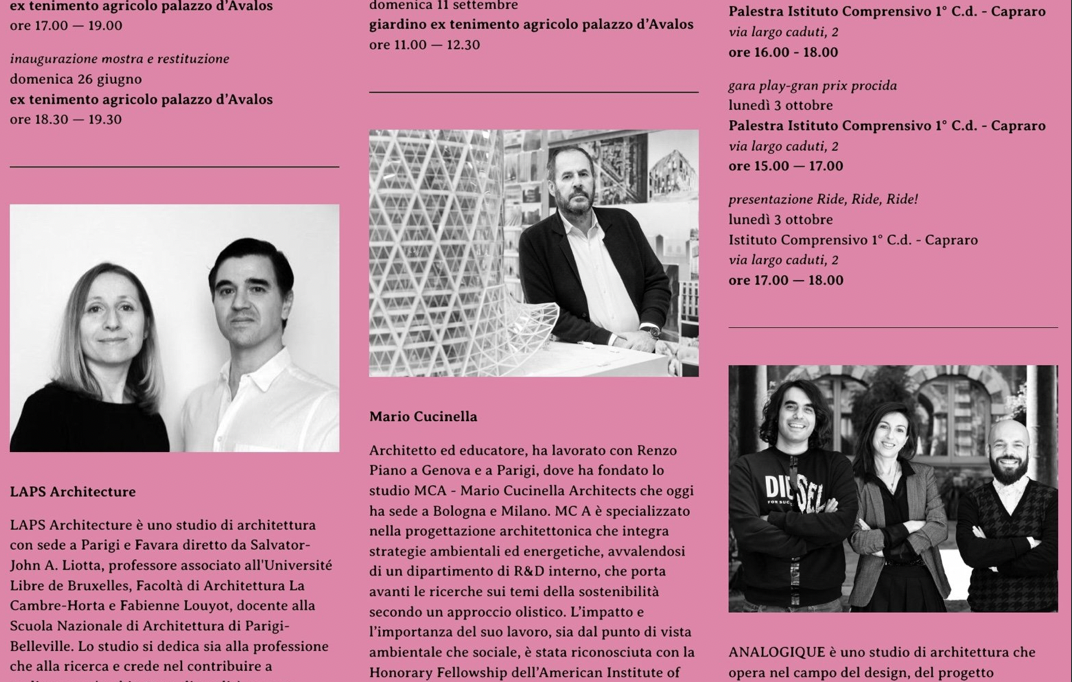 ex tenimento agricolo palazzo d'Avalos
ore 17.00 — 19.00
inaugurazione mostra e restituzione
domenica 26 giugno
ex tenimento agricolo palazzo d'Avalos
ore 18.30 — 19.30
LAPS Architecture
LAPS Architecture è uno studio di architettura
con sede a Parigi e Favara diretto da Salvator-
John A. Liotta, professore associato all'Université
Libre de Bruxelles, Facoltà di Architettura La
Cambre-Horta e Fabienne Louyot, docente alla
Scuola Nazionale di Architettura di Parigi-
Belleville. Lo studio si dedica sia alla professione
che alla ricerca e crede nel contribuire a
domenica 11 settembre
giardino ex tenimento agricolo palazzo d'Avalos
ore 11.00 — 12.30
Mario Cucinella
Architetto ed educatore, ha lavorato con Renzo
Piano a Genova e a Parigi, dove ha fondato lo
studio MCA - Mario Cucinella Architects che oggi
ha sede a Bologna e Milano. MC A è specializzato
nella progettazione architettonica che integra
strategie ambientali ed energetiche, avvalendosi
di un dipartimento di R&D interno, che porta
avanti le ricerche sui temi della sostenibilità
secondo un approccio olistico. L'impatto e
l'importanza del suo lavoro, sia dal punto di vista
ambientale che sociale, è stata riconosciuta con la
Honorary Fellowship dell'American Institute of
Palestra Istituto Comprensivo 1° C.d. - Capraro
via largo caduti, 2
ore 16.00 - 18.00
gara play-gran prix procida
lunedì 3 ottobre
Palestra Istituto Comprensivo 1° C.d. - Capraro
via largo caduti, 2
ore 15.00 — 17.00
presentazione Ride, Ride, Ride!
lunedì 3 ottobre
Istituto Comprensivo 1° C.d. - Capraro
via largo caduti, 2
ore 17.00 — 18.00
DIESEL
ANALOGIQUE è uno studio di architettura che
opera nel campo del design, del progetto